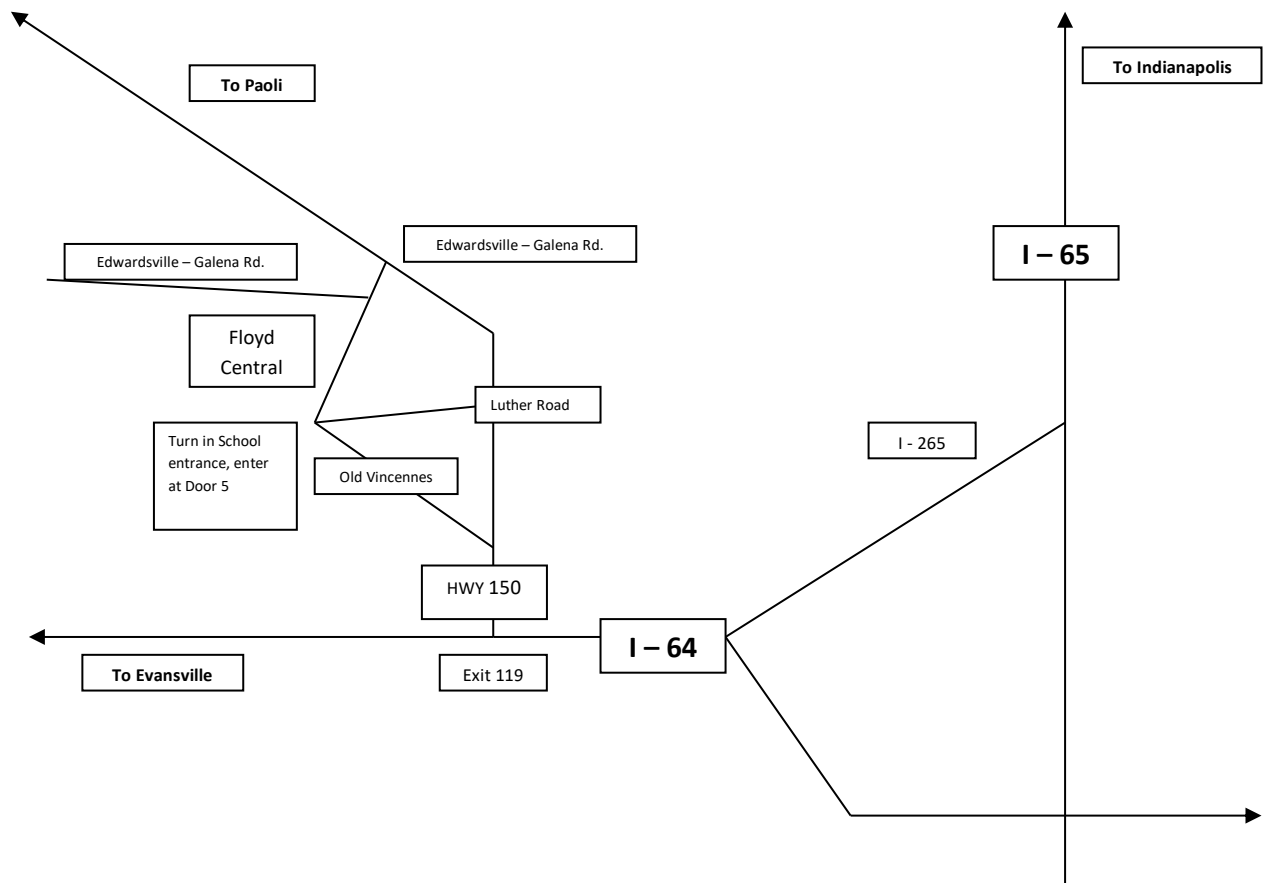 To Paoli
To Indianapolis
Edwardsville – Galena Rd.
Edwardsville – Galena Rd.
I – 65
Floyd
Central
Luther Road
Turn in School
entrance, enter
at Door 5
I - 265
Old Vincennes
HWY 150
I – 64
To Evansville
Exit 119